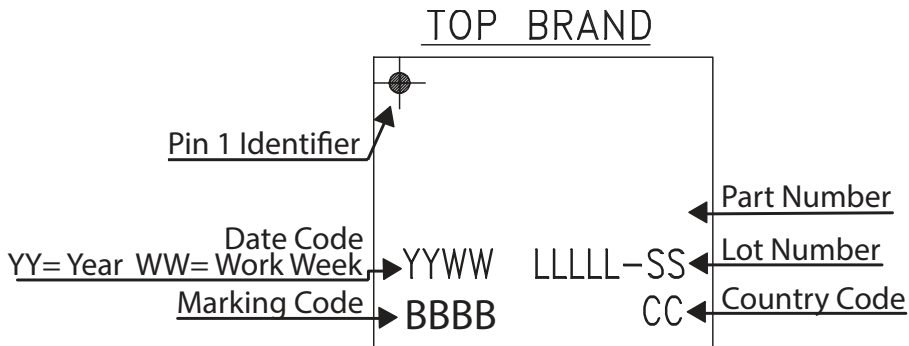 TOP BRAND
Pin 1 Identifier
Part Number
Date Code
YY= Year WW= Work Week
YYWW
LLLLL-SS
Lot Number
Marking Code
BBBB
CC
Country Code